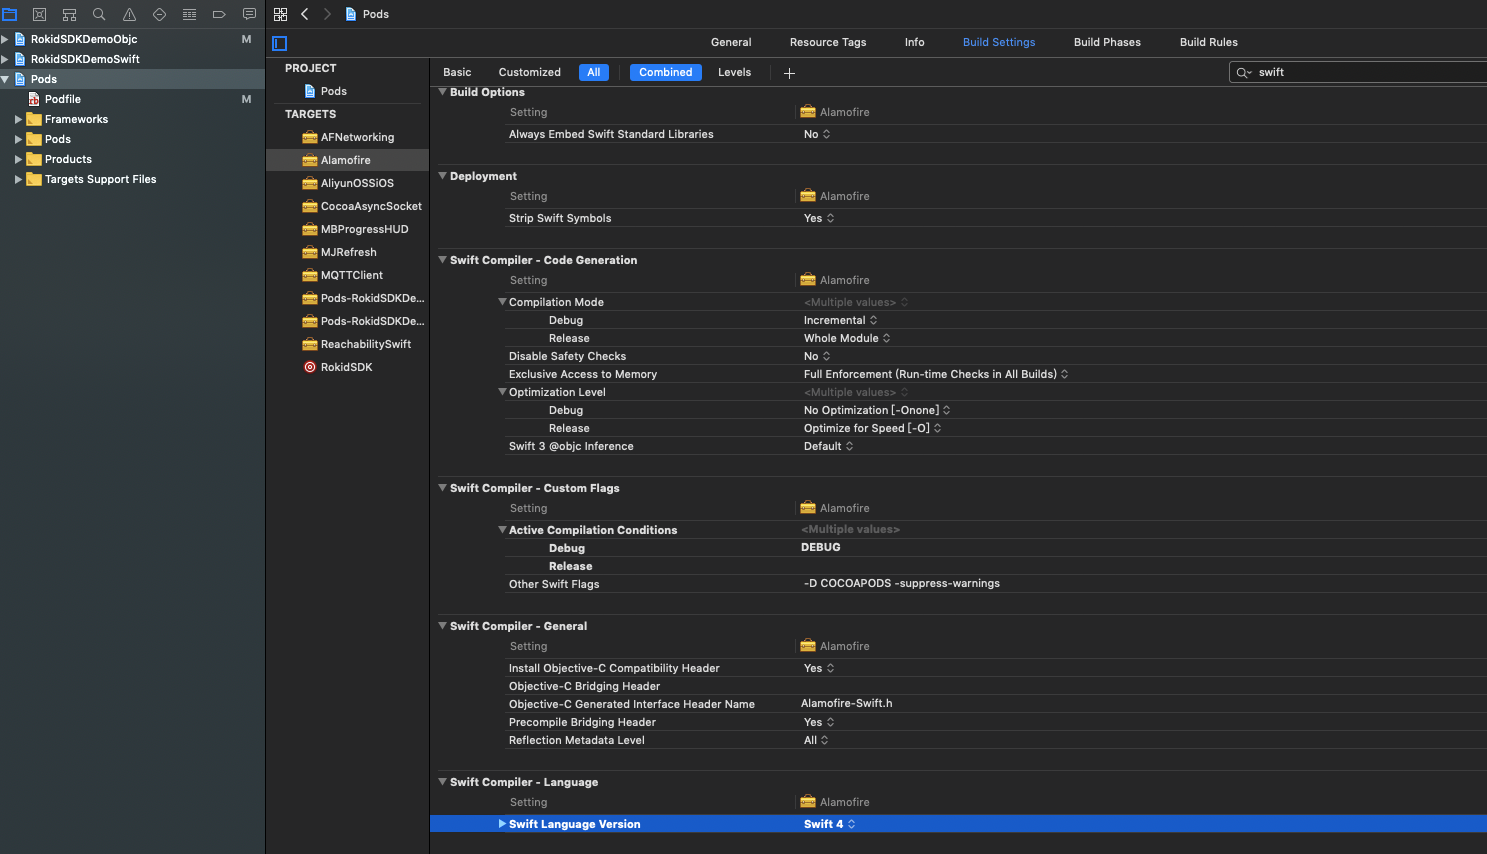 Pods
RokidSDKDemoObjc M
RokidSDKDemoSwift
Pods
Podfile M
Frameworks
Pods
Products
Targets Support Files
General Resource Tags Info Build Settings Build Phases Build Rules
PROJECT
Pods
TARGETS
AFNetworking
Alamofire
AliyunOSSiOS
CocoaAsyncSocket
MBProgressHUD
MJRefresh
MQTTClient
Pods-RokidSDKDe...
Pods-RokidSDKDe...
ReachabilitySwift
RokidSDK
Basic Customized All Combined Levels + swift
Build Options
Setting Alamofire
Always Embed Swift Standard Libraries No
Deployment
Setting Alamofire
Strip Swift Symbols Yes
Swift Compiler - Code Generation
Setting Alamofire
Compilation Mode <Multiple values>
Debug Incremental
Release Whole Module
Disable Safety Checks No
Exclusive Access to Memory Full Enforcement (Run-time Checks in All Builds)
Optimization Level <Multiple values>
Debug No Optimization [-Onone]
Release Optimize for Speed [-O]
Swift 3 @objc Inference Default
Swift Compiler - Custom Flags
Setting Alamofire
Active Compilation Conditions <Multiple values>
Debug DEBUG
Release
Other Swift Flags -D COCOAPODS -suppress-warnings
Swift Compiler - General
Setting Alamofire
Install Objective-C Compatibility Header Yes
Objective-C Bridging Header
Objective-C Generated Interface Header Name Alamofire-Swift.h
Precompile Bridging Header Yes
Reflection Metadata Level All
Swift Compiler - Language
Setting Alamofire
Swift Language Version Swift 4